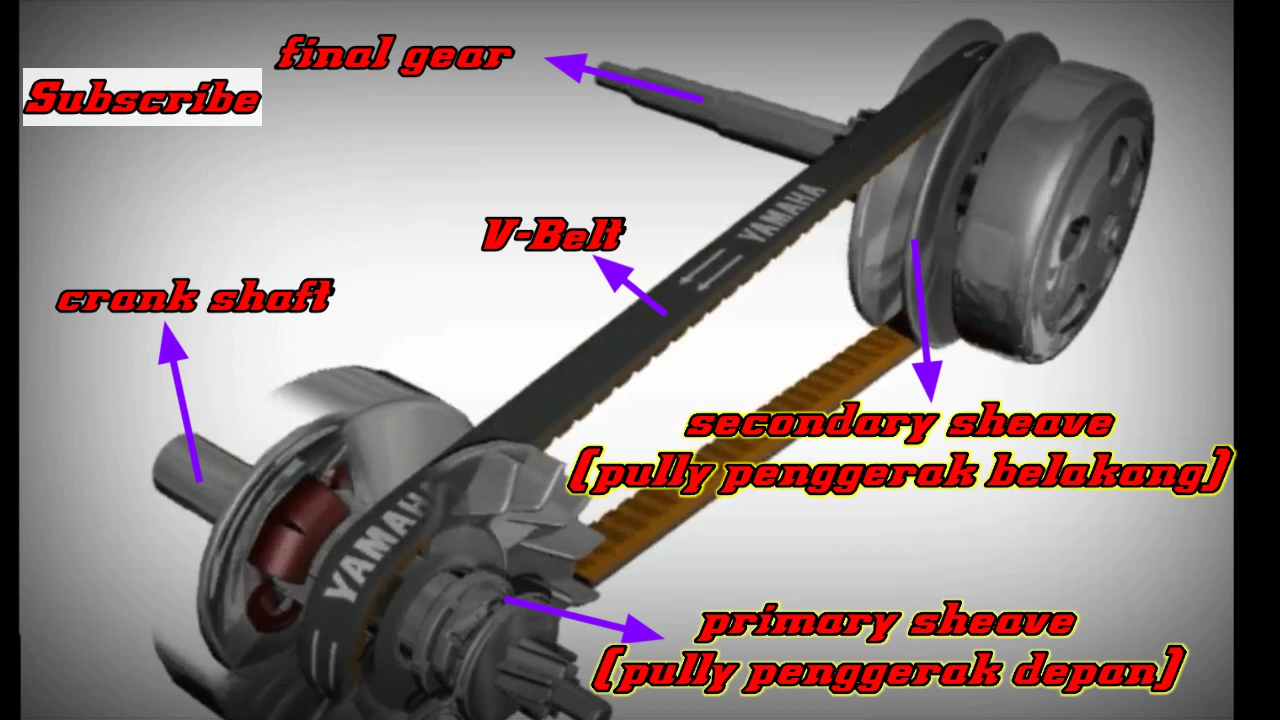 final gear
Subscribe
YAMAHA
V-Belt
crank shaft
secondary sheave
(pully penggerak belakang)
YAMAHA
primary sheave
(pully penggerak depan)